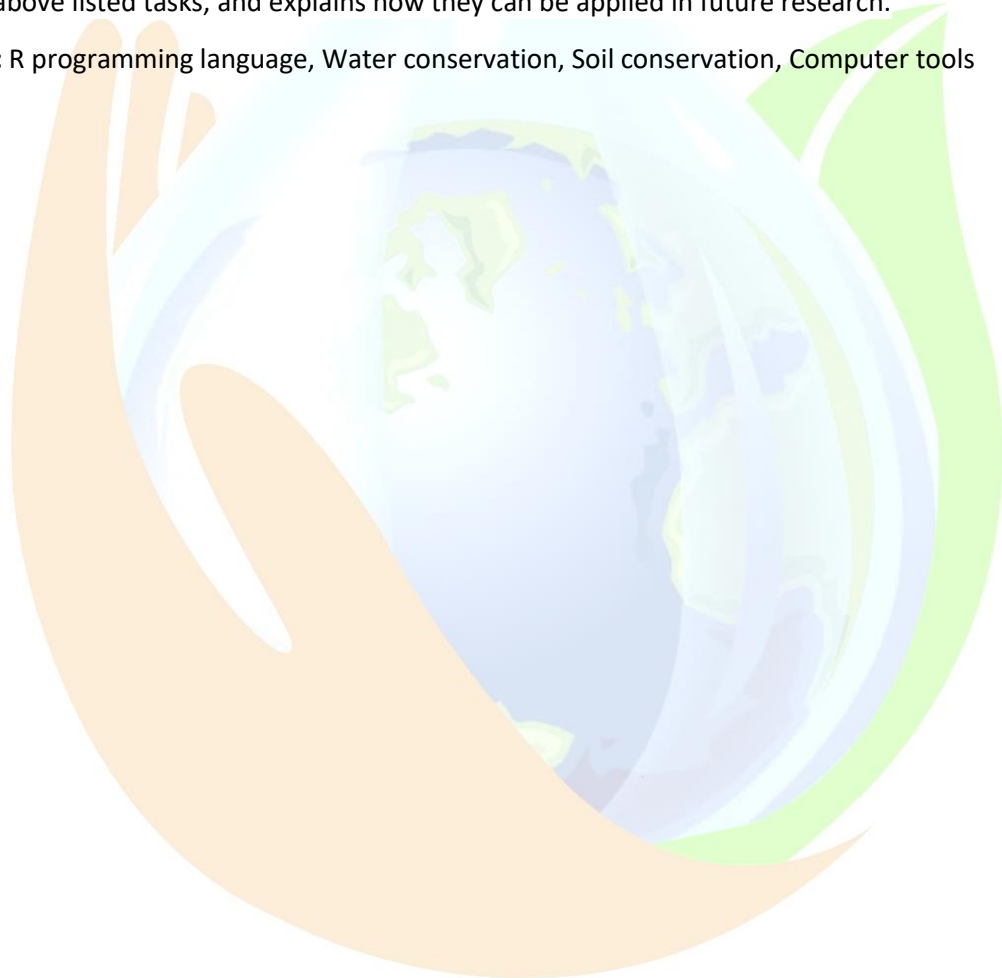 above listed tasks, and explains how they can be applied in future research.
: R programming language, Water conservation, Soil conservation, Computer tools